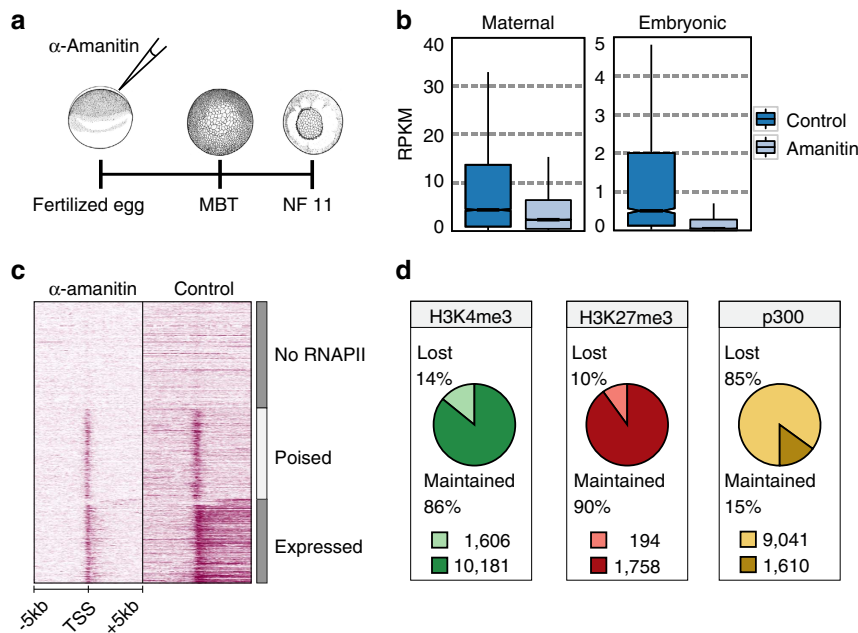 a
α-Amanitin
Fertilized egg
MBT
NF 11
b
Maternal
Embryonic
RPKM
40
30
20
10
0
5
4
3
2
1
0
Control
Amanitin
c
α-amanitin
Control
No RNAPII
Poised
Expressed
-5kb
TSS
+5kb
d
H3K4me3
Lost
14%
Maintained
86%
1,606
10,181
H3K27me3
Lost
10%
Maintained
90%
194
1,758
p300
Lost
85%
Maintained
15%
9,041
1,610